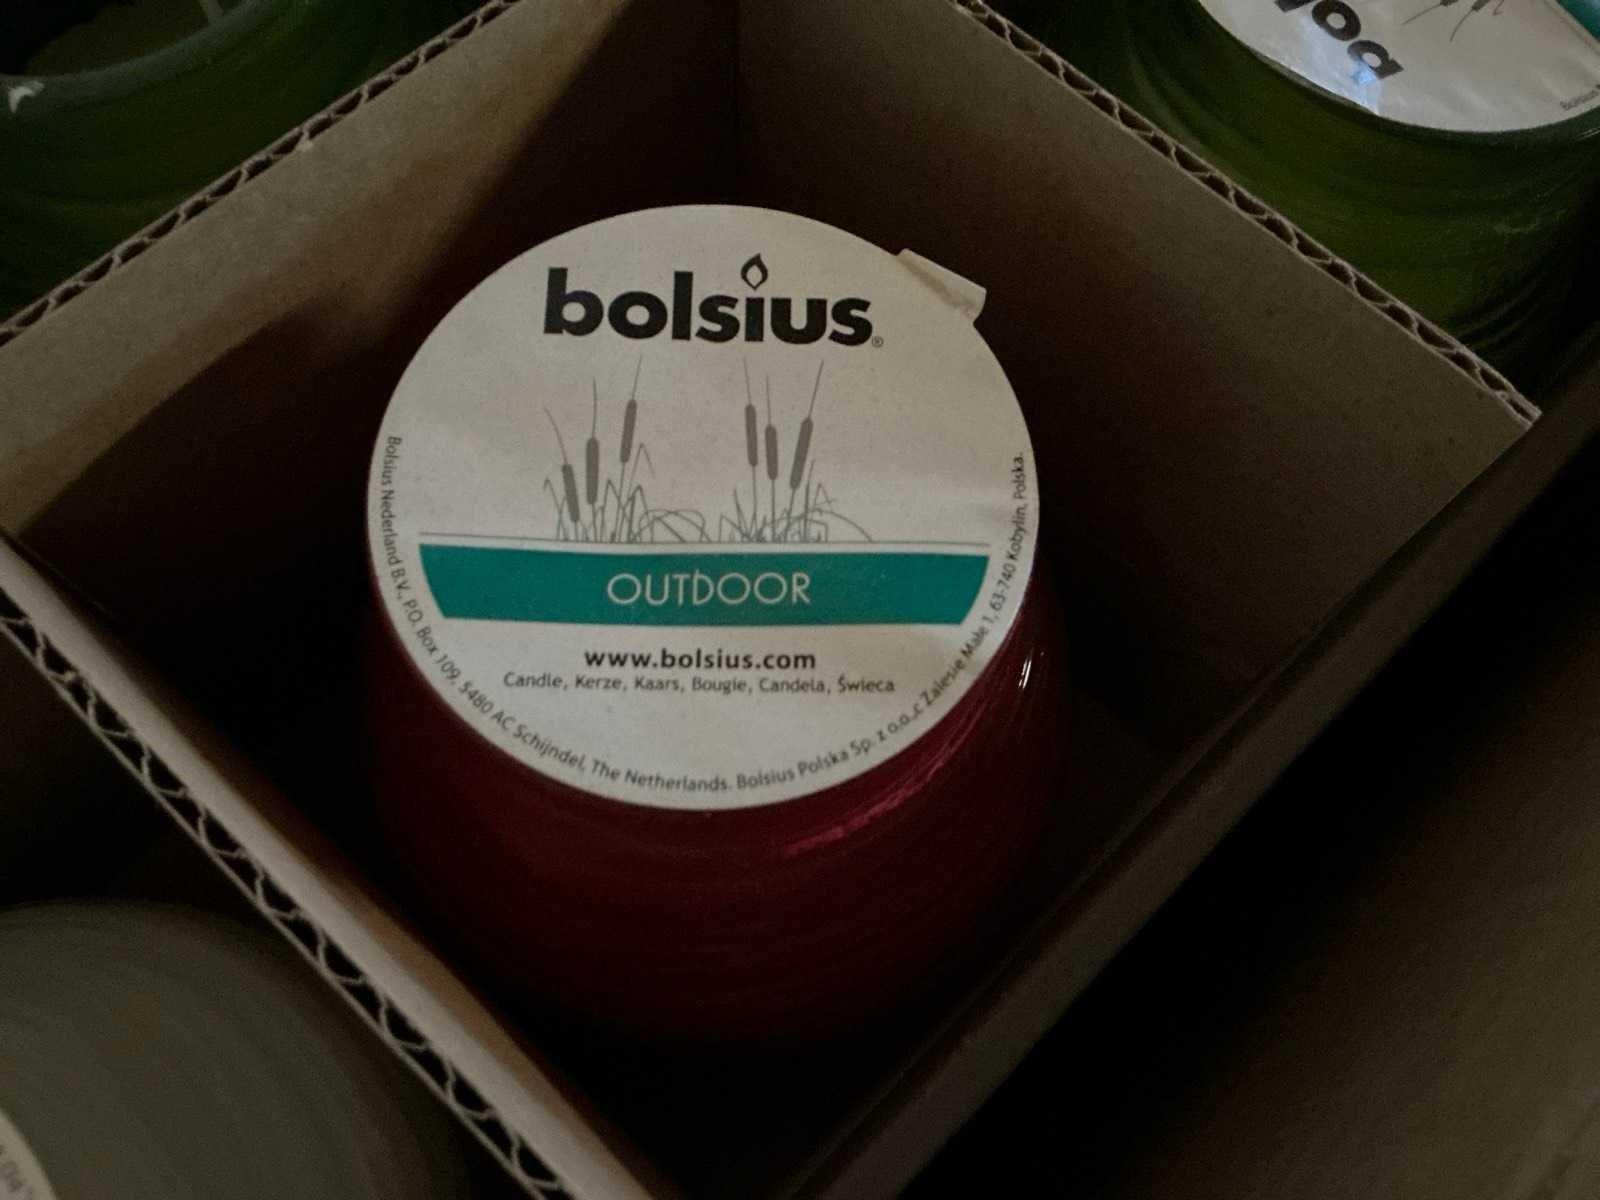 bolsius®
OUTDOOR
www.bolsius.com
Candle, Kerze, Kaars, Bougie, Candela, Świeca
Bolsius Nederland B.V., P.O. Box 109, 5480 AC Schijndel, The Netherlands. Bolsius Polska Sp. z o.o., Zalesie Małe 1, 63-740 Kobylin, Polska.